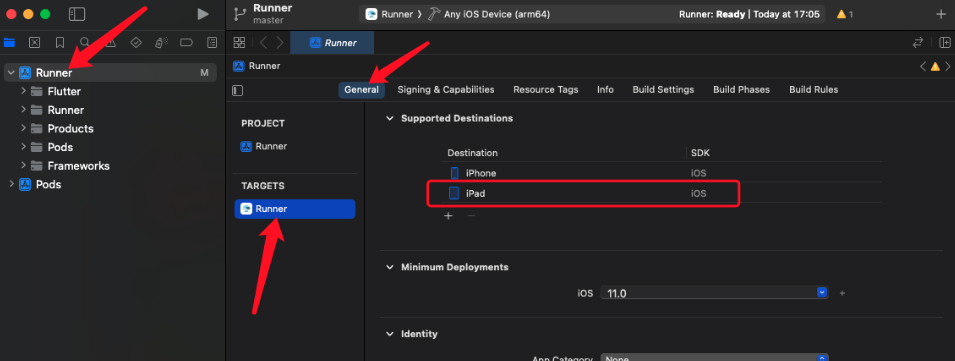 Runner
master
Runner
Any iOS Device (arm64)
Runner: Ready | Today at 17:05
1
Runner
Runner
Runner M
Flutter
Runner
Products
Pods
Frameworks
Pods
General
Signing & Capabilities
Resource Tags
Info
Build Settings
Build Phases
Build Rules
PROJECT
Runner
TARGETS
Runner
Supported Destinations
Destination SDK
iPhone iOS
iPad iOS
Minimum Deployments
iOS 11.0
Identity
App Category None